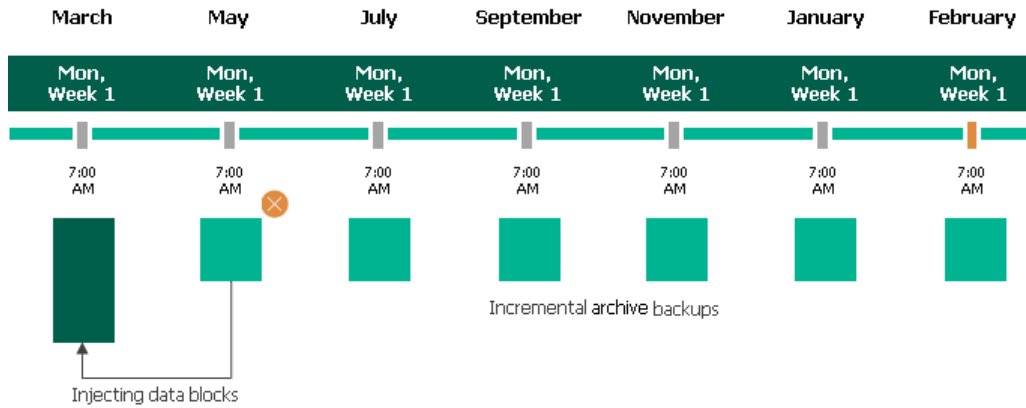 March May July September November January February
Mon, Mon, Mon, Mon, Mon, Mon, Mon,
Week 1 Week 1 Week 1 Week 1 Week 1 Week 1 Week 1
7:00 7:00 7:00 7:00 7:00 7:00 7:00
AM AM AM AM AM AM AM
Incremental archive backups
Injecting data blocks